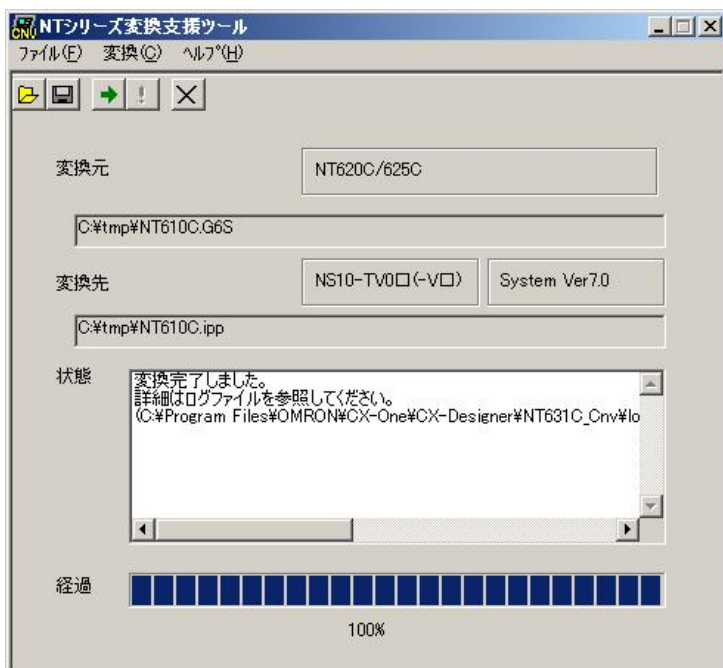 NTシリーズ変換支援ツール
ファイル(F) 変換(C) ヘルプ(H)
変換元
NT620C/625C
C:¥tmp¥NT610C.G6S
変換先
NS10-TV0□(-V□)
System Ver7.0
C:¥tmp¥NT610C.ipp
状態
変換完了しました。
詳細はログファイルを参照してください。
(C:¥Program Files¥OMRON¥CX-One¥CX-Designer¥NT631C_Cnv¥lo
経過
100%